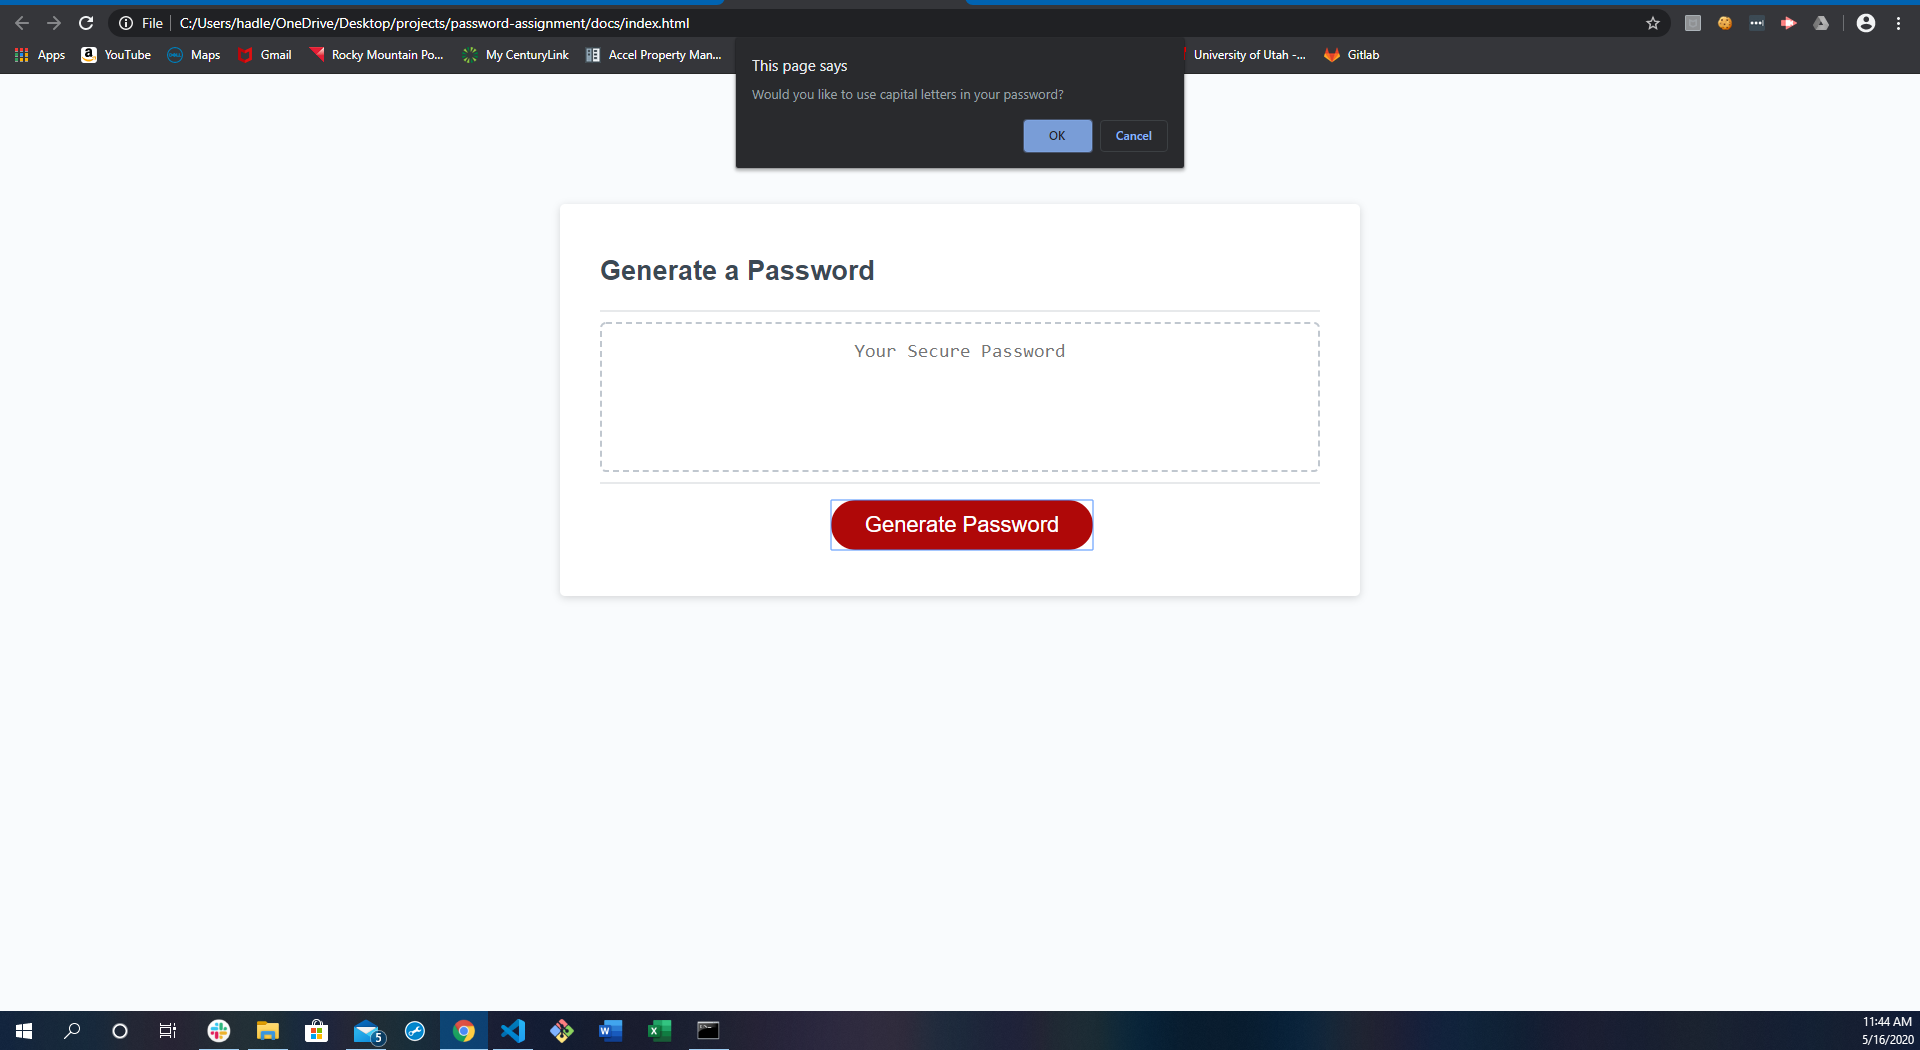 File C:/Users/hadle/OneDrive/Desktop/projects/password-assignment/docs/index.html
Apps YouTube Maps Gmail Rocky Mountain Po... My CenturyLink Accel Property Man... University of Utah -... Gitlab
This page says
Would you like to use capital letters in your password?
OK Cancel
Generate a Password
Your Secure Password
Generate Password
5
11:44 AM
5/16/2020